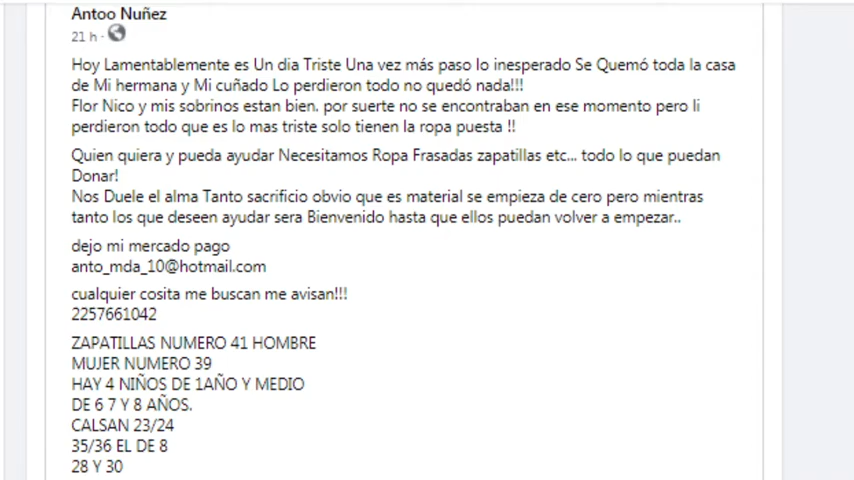 Antoo Nuñez
21 h ·
Hoy Lamentablemente es Un dia Triste Una vez más paso lo inesperado Se Quemó toda la casa
de Mi hermana y Mi cuñado Lo perdieron todo no quedó nada!!!
Flor Nico y mis sobrinos estan bien. por suerte no se encontraban en ese momento pero li
perdieron todo que es lo mas triste solo tienen la ropa puesta !!
Quien quiera y pueda ayudar Necesitamos Ropa Frasadas zapatillas etc... todo lo que puedan
Donar!
Nos Duele el alma Tanto sacrificio obvio que es material se empieza de cero pero mientras
tanto los que deseen ayudar sera Bienvenido hasta que ellos puedan volver a empezar..
dejo mi mercado pago
anto_mda_10@hotmail.com
cualquier cosita me buscan me avisan!!!
2257661042
ZAPATILLAS NUMERO 41 HOMBRE
MUJER NUMERO 39
HAY 4 NIÑOS DE 1AÑO Y MEDIO
DE 6 7 Y 8 AÑOS.
CALSAN 23/24
35/36 EL DE 8
28 Y 30